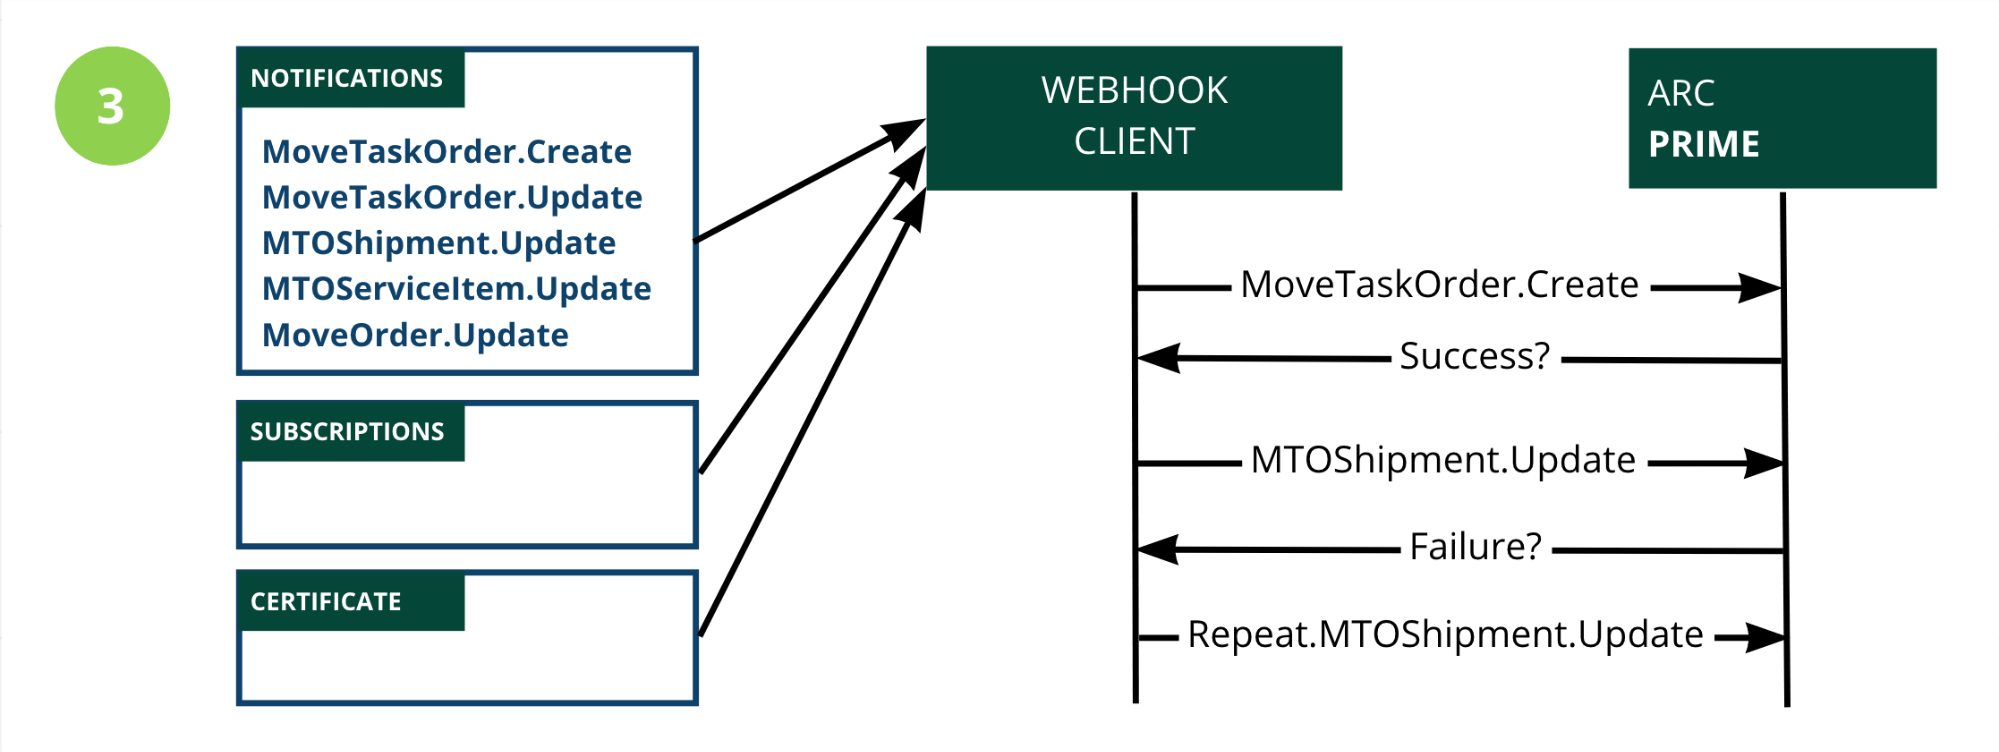 3
NOTIFICATIONS
MoveTaskOrder.Create
MoveTaskOrder.Update
MTOShipment.Update
MTOServiceItem.Update
MoveOrder.Update
SUBSCRIPTIONS
CERTIFICATE
WEBHOOK
CLIENT
ARC
PRIME
MoveTaskOrder.Create
Success?
MTOShipment.Update
Failure?
Repeat.MTOShipment.Update